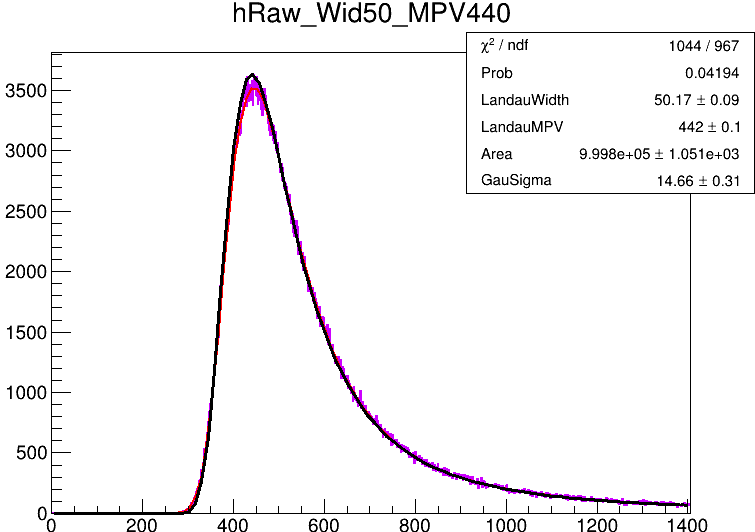 hRaw_Wid50_MPV440
χ² / ndf 1044 / 967
Prob 0.04194
LandauWidth 50.17 ± 0.09
LandauMPV 442 ± 0.1
Area 9.998e+05 ± 1.051e+03
GauSigma 14.66 ± 0.31
3500
3000
2500
2000
1500
1000
500
0
0 200 400 600 800 1000 1200 1400